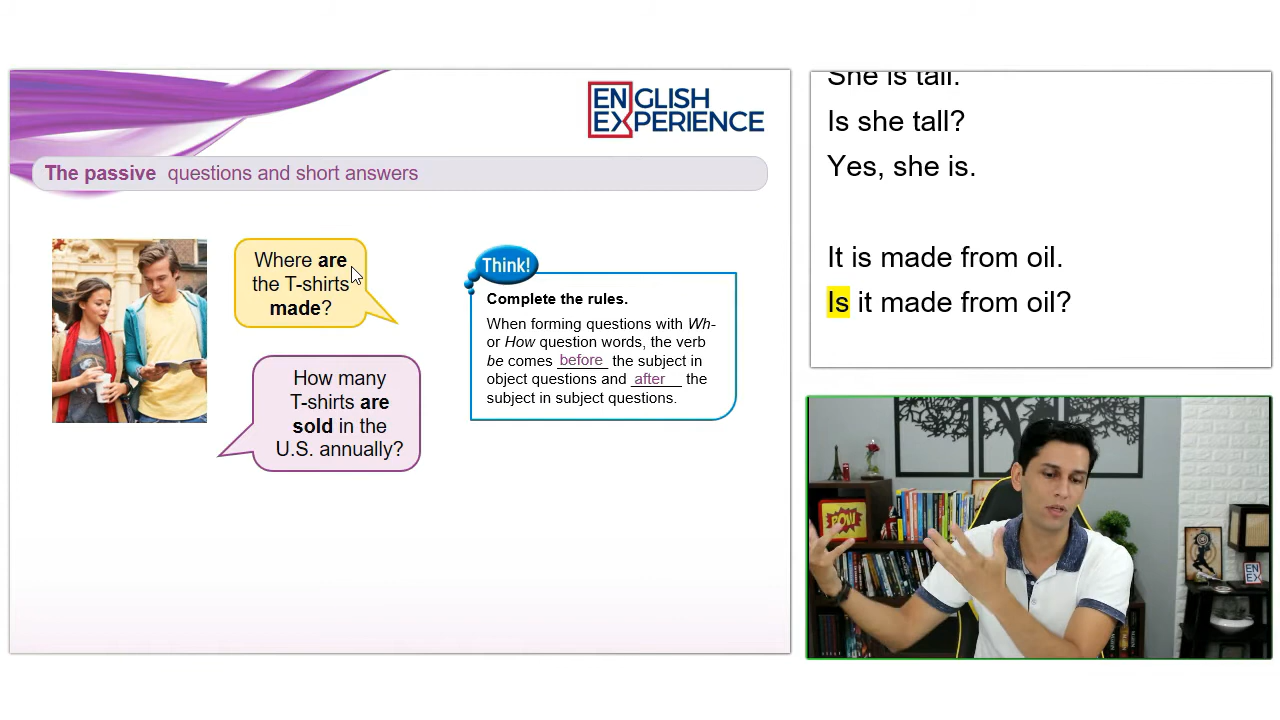 ENGLISH
EXPERIENCE
The passive questions and short answers
Where are
the T-shirts
made?
How many
T-shirts are
sold in the
U.S. annually?
Think!
Complete the rules.
When forming questions with Wh-
or How question words, the verb
be comes before the subject in
object questions and after the
subject in subject questions.
She is tall.
Is she tall?
Yes, she is.
It is made from oil.
Is it made from oil?
POW
EN
EX